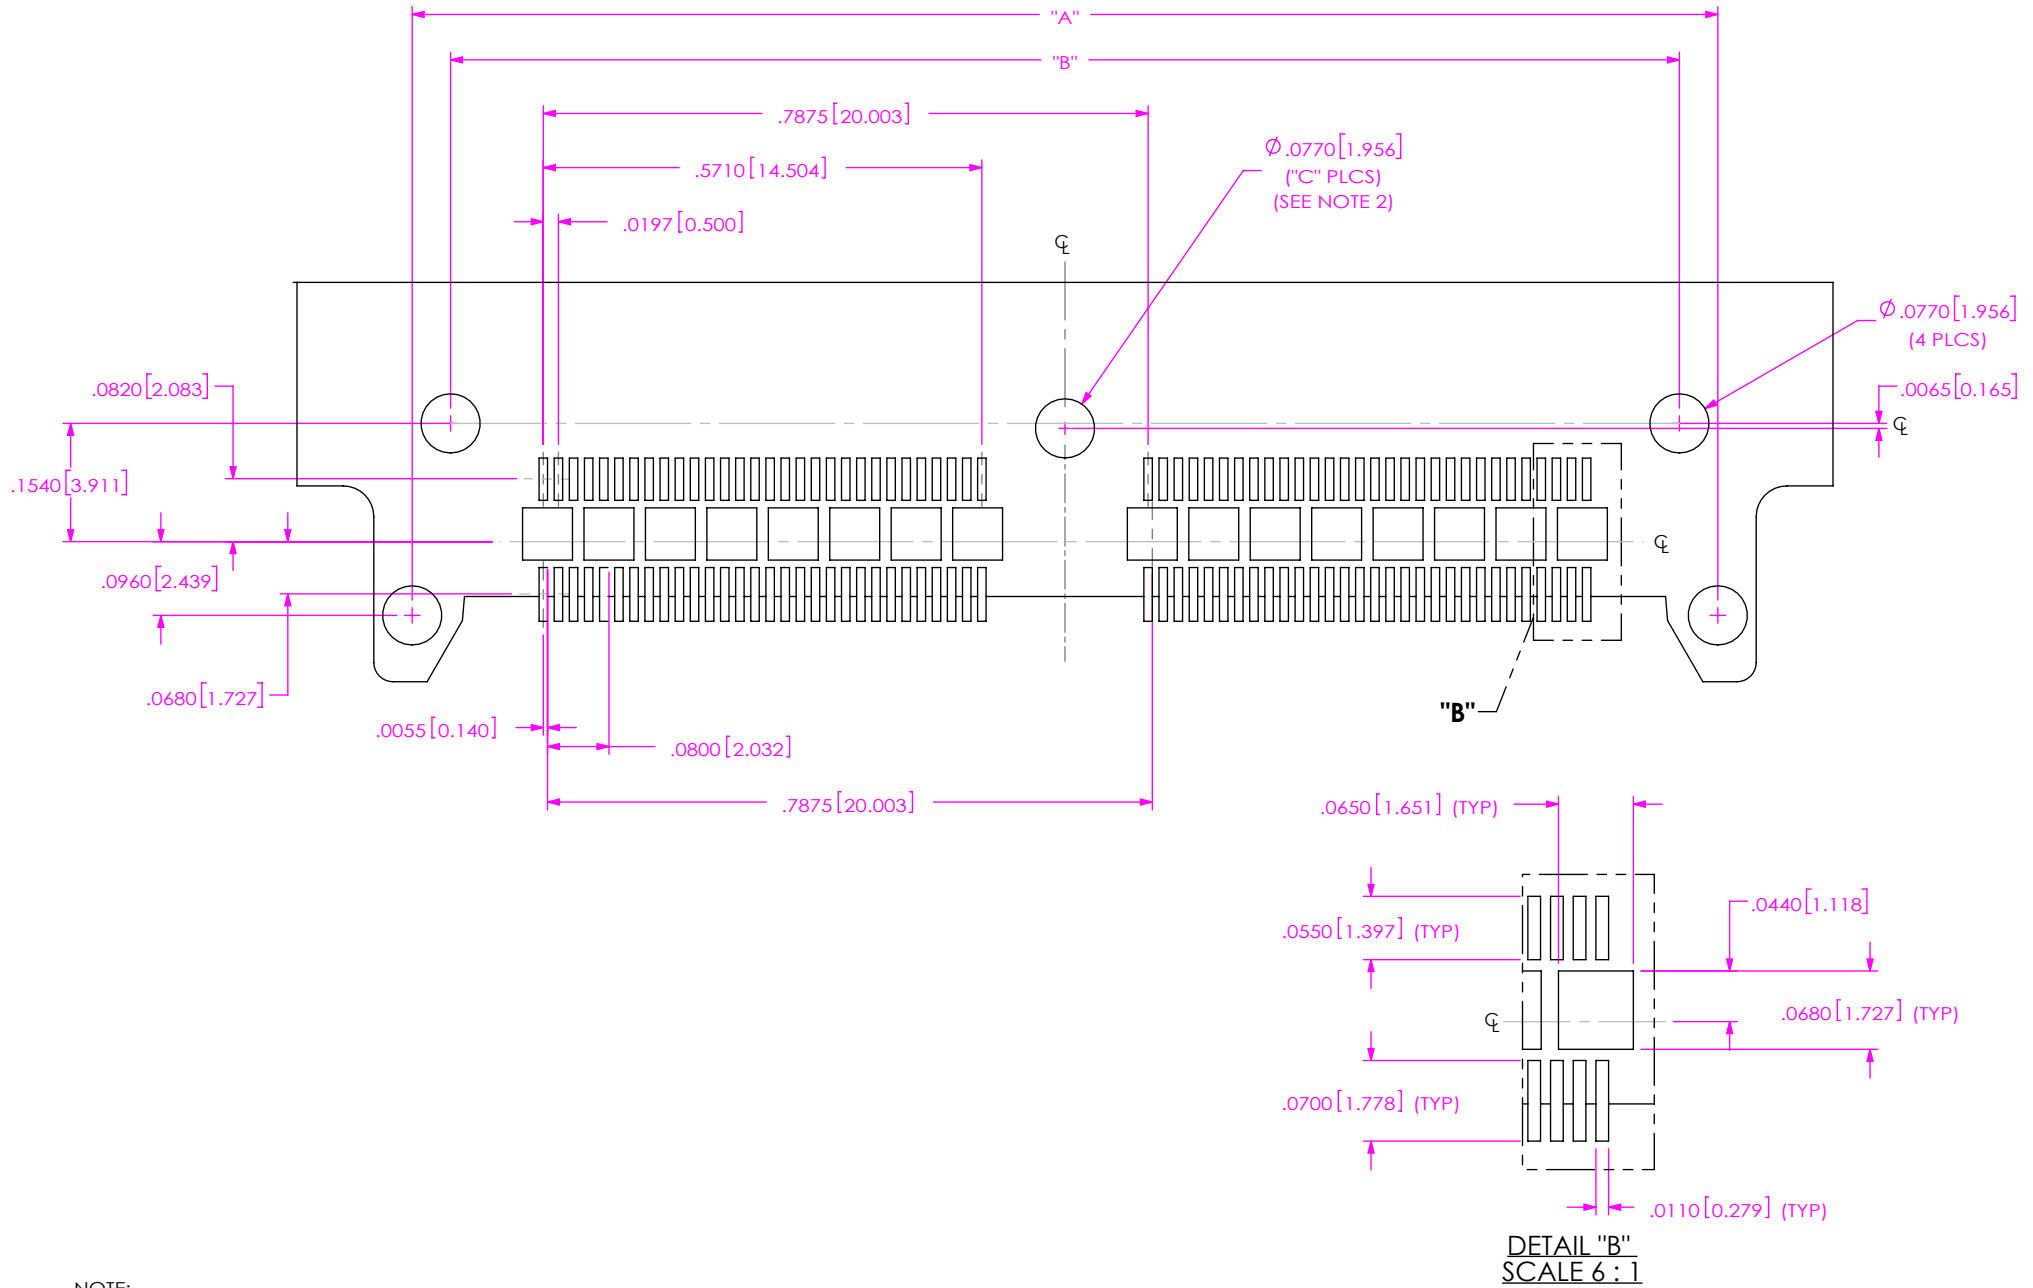 "A"
"B"
.7875[20.003]
.5710[14.504]
.0197[0.500]
Ø.0770[1.956]
("C" PLCS)
(SEE NOTE 2)
℄
Ø.0770[1.956]
(4 PLCS)
.0065[0.165]
℄
.0820[2.083]
.1540[3.911]
℄
.0960[2.439]
.0680[1.727]
.0055[0.140]
.0800[2.032]
"B"
.7875[20.003]
.0650[1.651] (TYP)
.0440[1.118]
.0550[1.397] (TYP)
℄
.0680[1.727] (TYP)
.0700[1.778] (TYP)
.0110[0.279] (TYP)
DETAIL "B"
SCALE 6 : 1
NOTE: